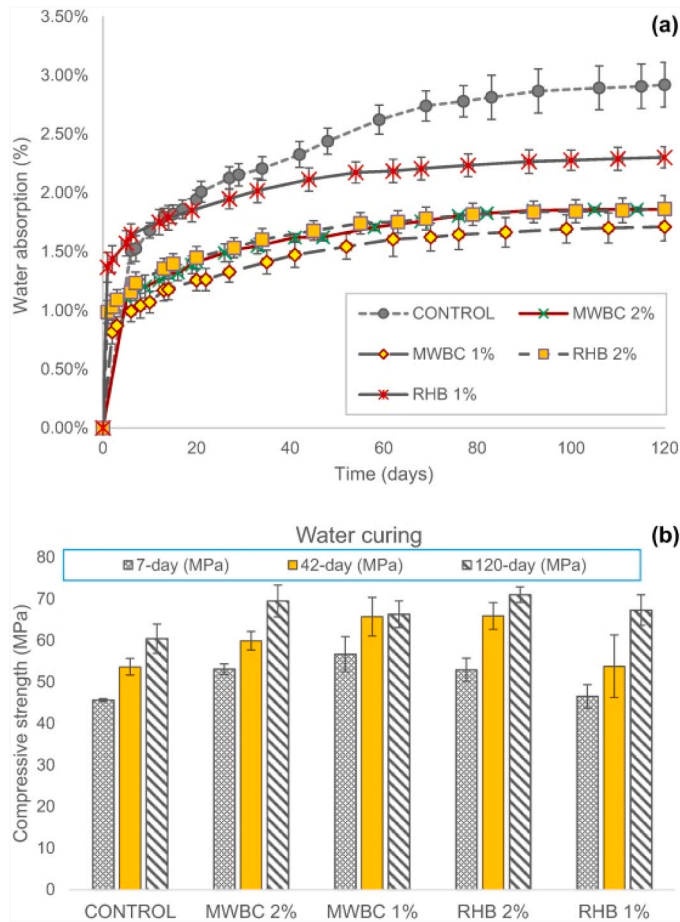 (a)
3.50%
3.00%
2.50%
2.00%
1.50%
1.00%
0.50%
0.00%
Water absorption (%)
CONTROL MWBC 2%
MWBC 1% RHB 2%
RHB 1%
0 20 40 60 80 100 120
Time (days)
Water curing (b)
7-day (MPa) 42-day (MPa) 120-day (MPa)
80
70
60
50
40
30
20
10
0
Compressive strength (MPa)
CONTROL MWBC 2% MWBC 1% RHB 2% RHB 1%